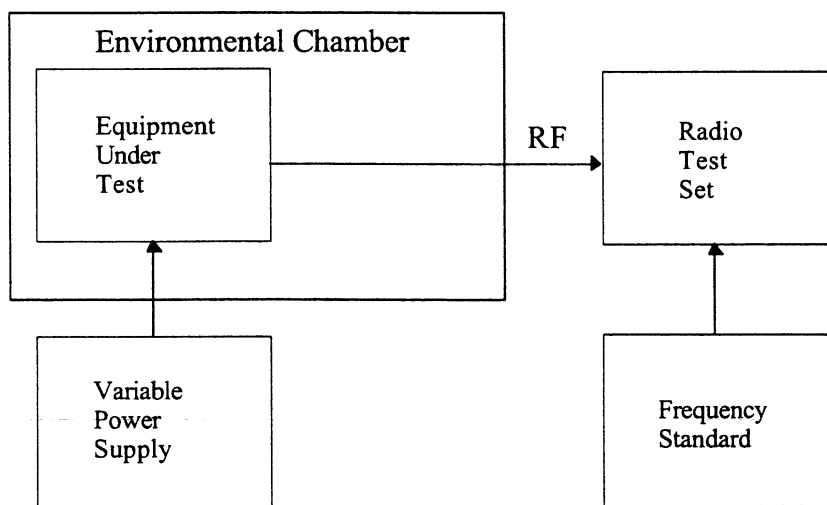 Environmental Chamber
Equipment
Under
Test
RF
Radio
Test
Set
Variable
Power
Supply
Frequency
Standard